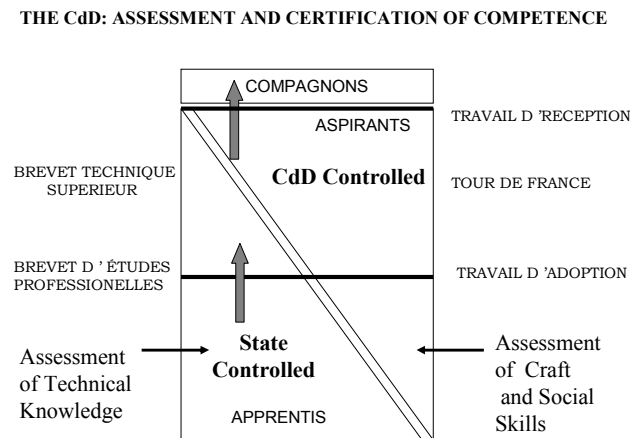 THE CdD: ASSESSMENT AND CERTIFICATION OF COMPETENCE
COMPAGNONS
ASPIRANTS
TRAVAIL D ’RECEPTION
BREVET TECHNIQUE
SUPERIEUR
CdD Controlled
TOUR DE FRANCE
BREVET D ’ ÉTUDES
PROFESSIONELLES
TRAVAIL D ’ADOPTION
State
Controlled
Assessment
of Technical
Knowledge
Assessment
of Craft
and Social
Skills
APPRENTIS